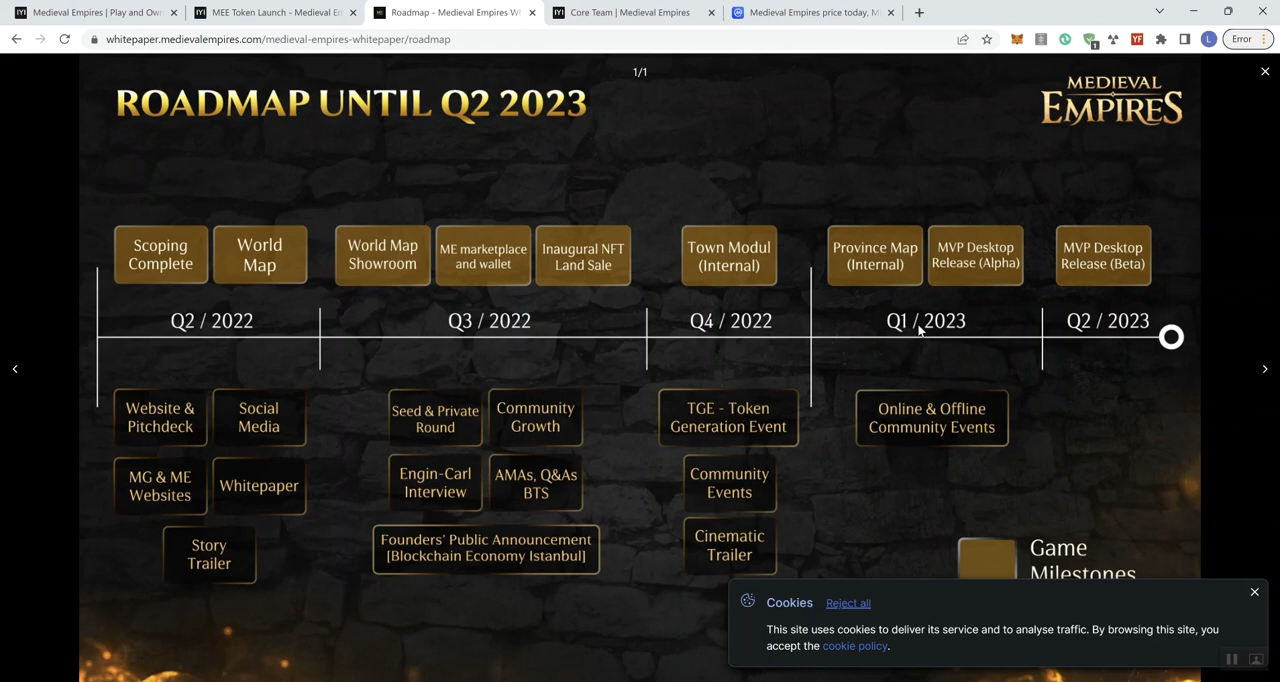 Medieval Empires | Play and Own
MEE Token Launch - Medieval En
Roadmap - Medieval Empires W
Core Team | Medieval Empires
Medieval Empires price today, M
whitepaper.medievalempires.com/medieval-empires-whitepaper/roadmap
1
YF
L
Error
1/1
ROADMAP UNTIL Q2 2023
MEDIEVAL
EMPIRES
Scoping
Complete
World
Map
World Map
Showroom
ME marketplace
and wallet
Inaugural NFT
Land Sale
Town Modul
(Internal)
Province Map
(Internal)
MVP Desktop
Release (Alpha)
MVP Desktop
Release (Beta)
Q2 / 2022
Q3 / 2022
Q4 / 2022
Q1 / 2023
Q2 / 2023
Website &
Pitchdeck
Social
Media
Seed & Private
Round
Community
Growth
TGE - Token
Generation Event
Online & Offline
Community Events
MG & ME
Websites
Whitepaper
Engin-Carl
Interview
AMAs, Q&As
BTS
Community
Events
Story
Trailer
Founders' Public Announcement
[Blockchain Economy Istanbul]
Cinematic
Trailer
Game
Milestones
Cookies
Reject all
This site uses cookies to deliver its service and to analyse traffic. By browsing this site, you
accept the cookie policy.